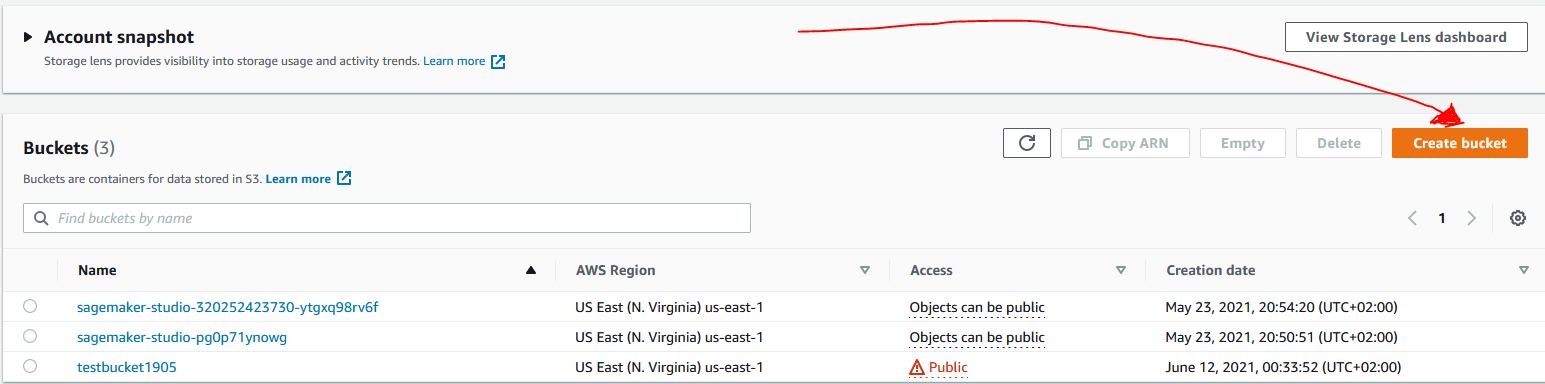 Account snapshot
View Storage Lens dashboard
Storage lens provides visibility into storage usage and activity trends. Learn more
Buckets (3)
Copy ARN
Empty
Delete
Create bucket
Buckets are containers for data stored in S3. Learn more
Find buckets by name
1
Name AWS Region Access Creation date
sagemaker-studio-320252423730-ytgxq98rv6f US East (N. Virginia) us-east-1 Objects can be public May 23, 2021, 20:54:20 (UTC+02:00)
sagemaker-studio-pg0p71ynowg US East (N. Virginia) us-east-1 Objects can be public May 23, 2021, 20:50:51 (UTC+02:00)
testbucket1905 US East (N. Virginia) us-east-1 Public June 12, 2021, 00:33:52 (UTC+02:00)